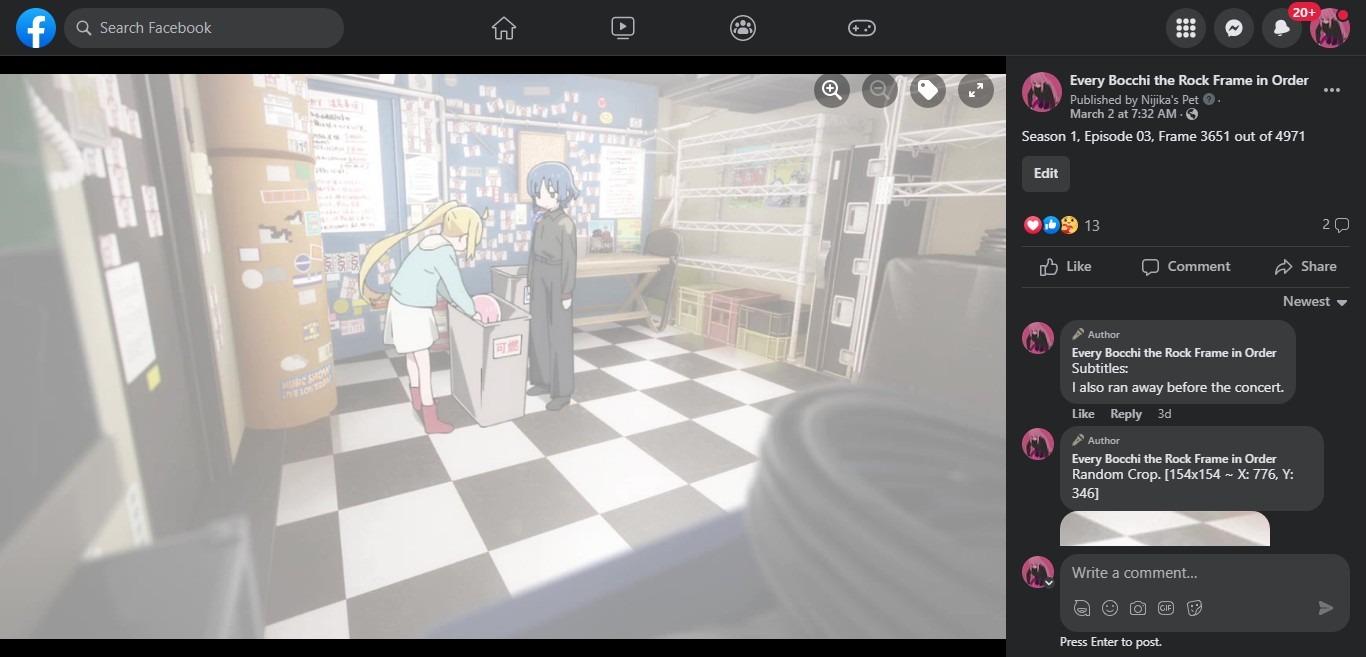 Search Facebook
20+
可燃
MUSIC SHOW
Every Bocchi the Rock Frame in Order
Published by Nijika's Pet ·
March 2 at 7:32 AM ·
Season 1, Episode 03, Frame 3651 out of 4971
Edit
13
2
Like
Comment
Share
Newest
Author
Every Bocchi the Rock Frame in Order
Subtitles:
I also ran away before the concert.
Like Reply 3d
Author
Every Bocchi the Rock Frame in Order
Random Crop. [154x154 ~ X: 776, Y:
346]
Write a comment...
GIF
Press Enter to post.